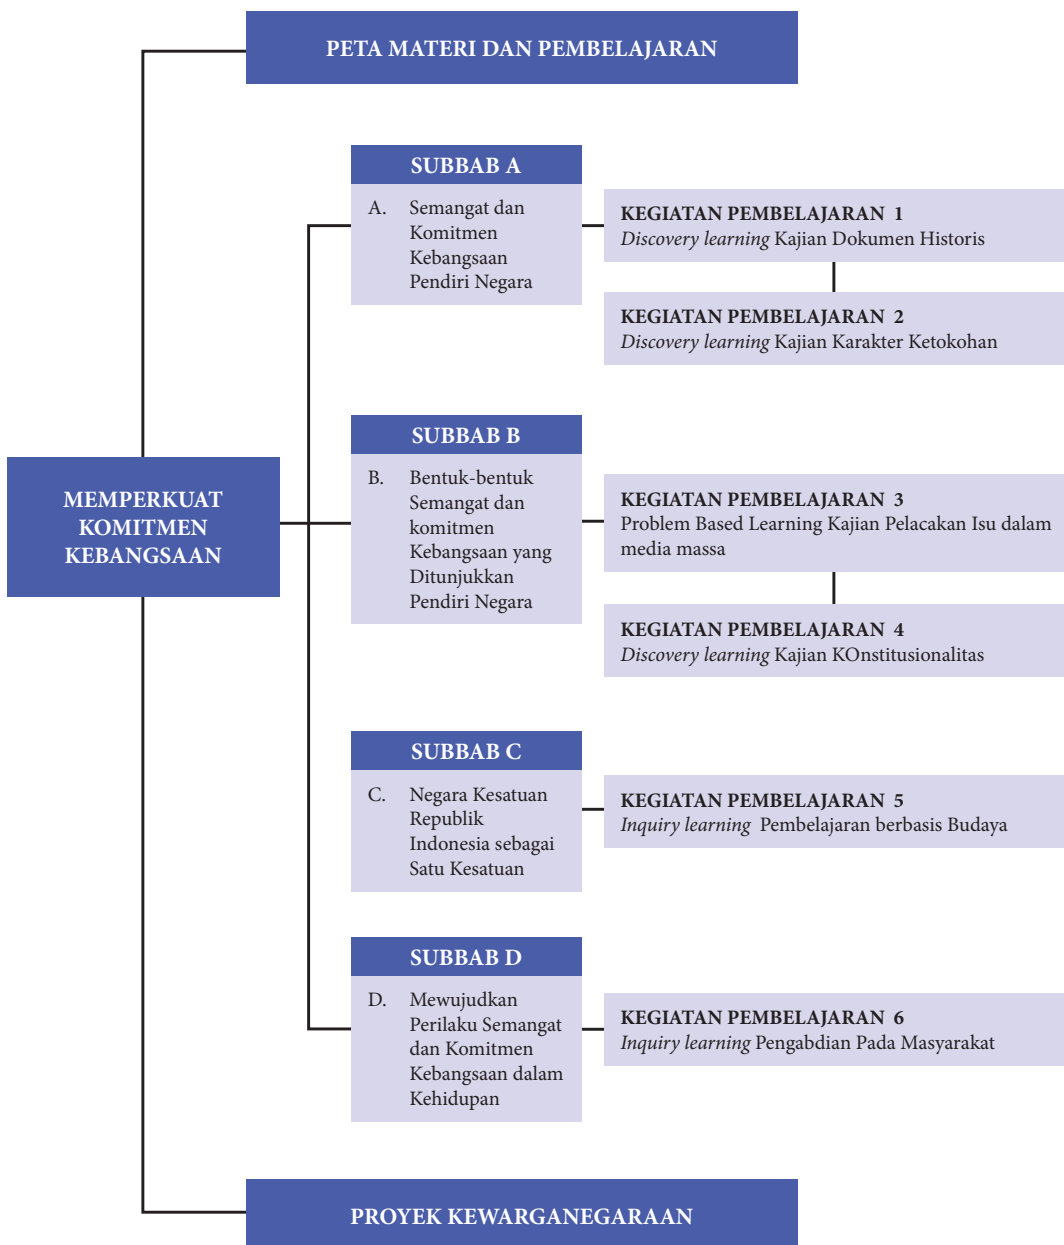 PETA MATERI DAN PEMBELAJARAN
SUBBAB A
A. Semangat dan
Komitmen
Kebangsaan
Pendiri Negara
KEGIATAN PEMBELAJARAN 1
Discovery learning Kajian Dokumen Historis
KEGIATAN PEMBELAJARAN 2
Discovery learning Kajian Karakter Ketokohan
MEMPERKUAT
KOMITMEN
KEBANGSAAN
SUBBAB B
B. Bentuk-bentuk
Semangat dan
komitmen
Kebangsaan yang
Ditunjukkan
Pendiri Negara
KEGIATAN PEMBELAJARAN 3
Problem Based Learning Kajian Pelacakan Isu dalam
media massa
KEGIATAN PEMBELAJARAN 4
Discovery learning Kajian KOnstitusionalitas
SUBBAB C
C. Negara Kesatuan
Republik
Indonesia sebagai
Satu Kesatuan
KEGIATAN PEMBELAJARAN 5
Inquiry learning Pembelajaran berbasis Budaya
SUBBAB D
D. Mewujudkan
Perilaku Semangat
dan Komitmen
Kebangsaan dalam
Kehidupan
KEGIATAN PEMBELAJARAN 6
Inquiry learning Pengabdian Pada Masyarakat
PROYEK KEWARGANEGARAAN